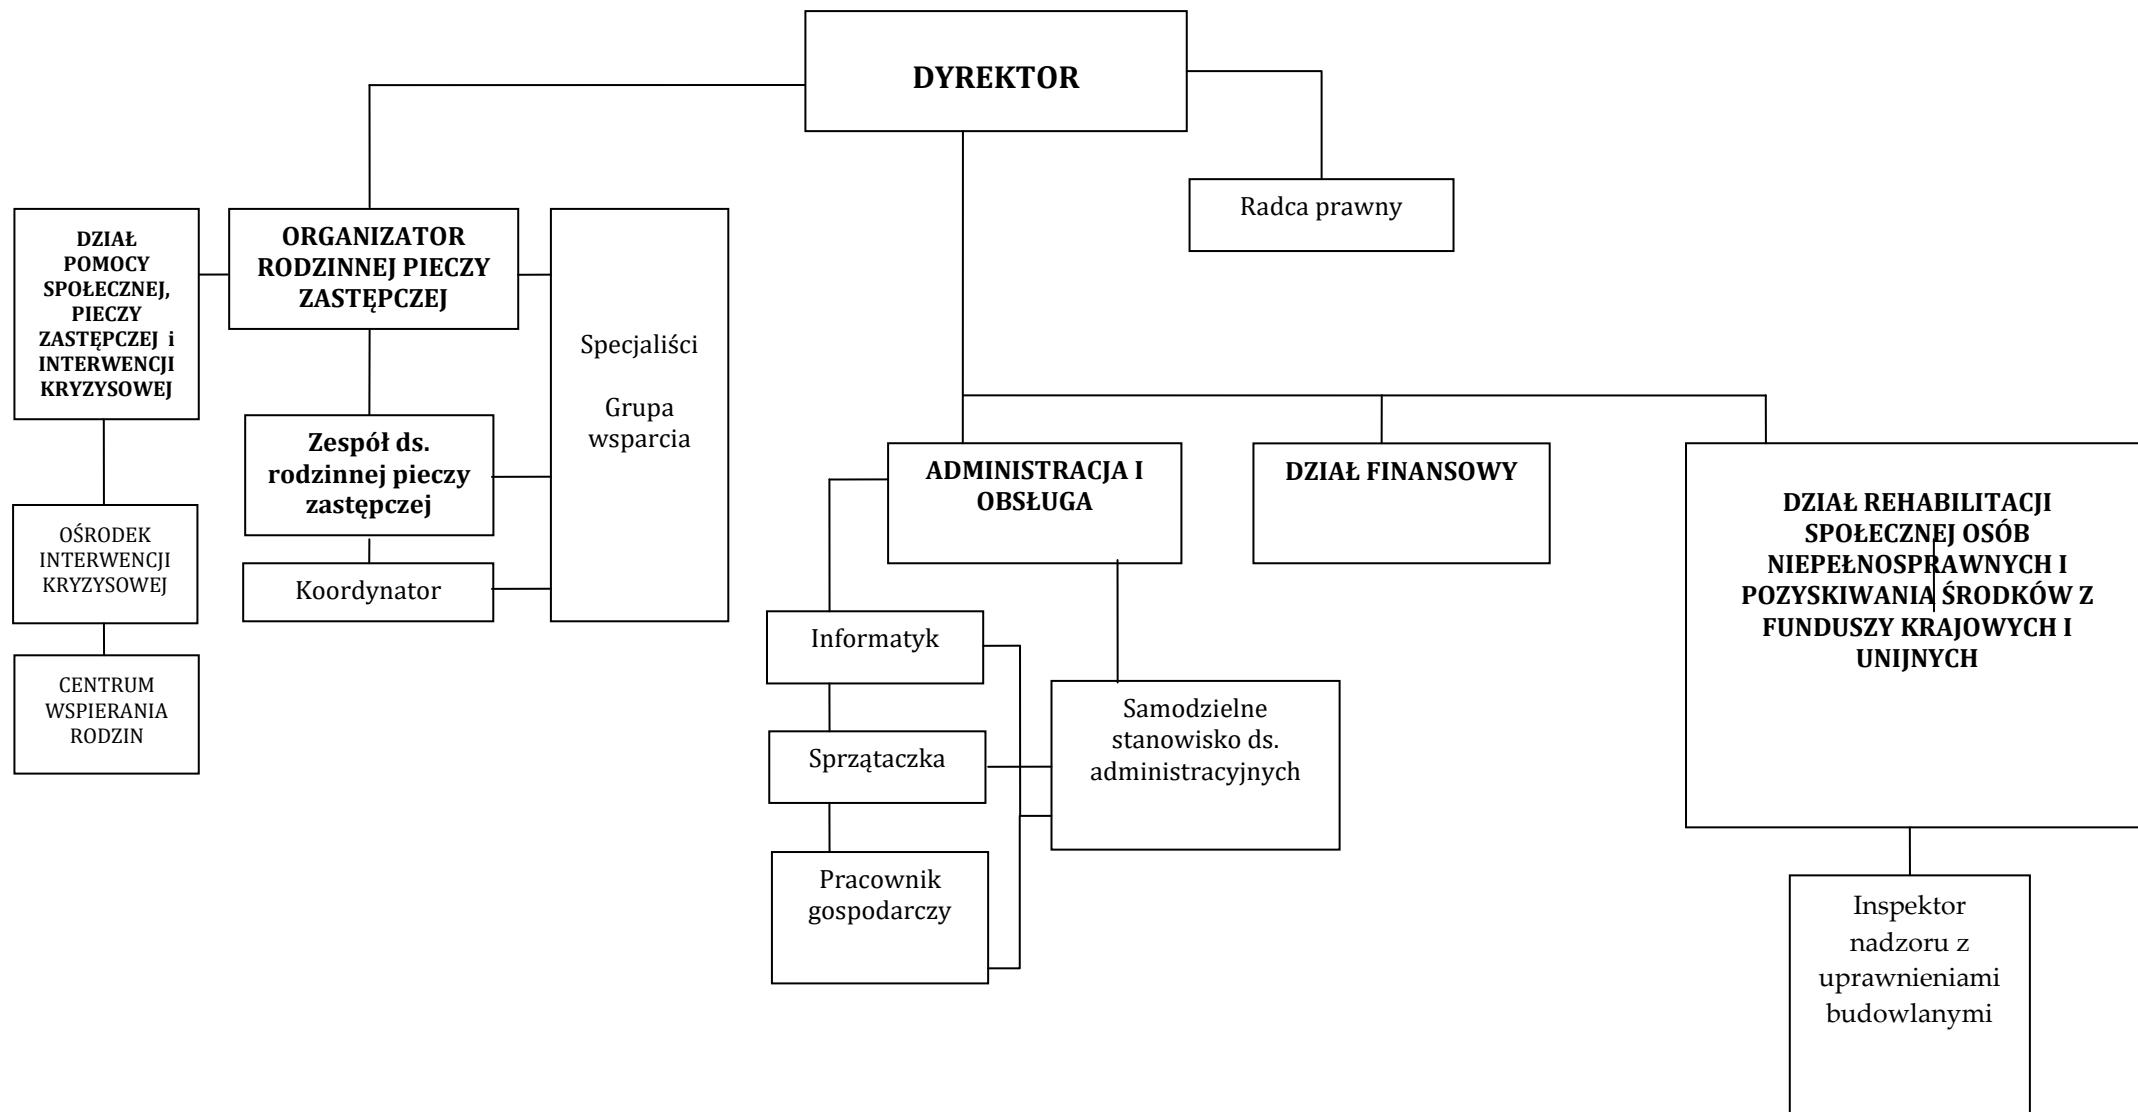 DYREKTOR
Radca prawny
DZIAŁ
POMOCY
SPOŁECZNEJ,
PIECZY
ZASTĘPCZEJ i
INTERWENCJI
KRYZYSOWEJ
ORGANIZATOR
RODZINNEJ PIECZY
ZASTĘPCZEJ
Specjaliści
Grupa
wsparcia
Zespół ds.
rodzinnej pieczy
zastępczej
Koordynator
OŚRODEK
INTERWENCJI
KRYZYSOWEJ
CENTRUM
WSPIERANIA
RODZIN
ADMINISTRACJA I
OBSŁUGA
DZIAŁ FINANSOWY
DZIAŁ REHABILITACJI
SPOŁECZNEJ OSÓB
NIEPEŁNOSPRAWNYCH I
POZYSKIWANIA ŚRODKÓW Z
FUNDUSZY KRAJOWYCH I
UNIJNYCH
Informatyk
Sprzątaczka
Pracownik
gospodarczy
Samodzielne
stanowisko ds.
administracyjnych
Inspektor
nadzoru z
uprawnieniami
budowlanymi